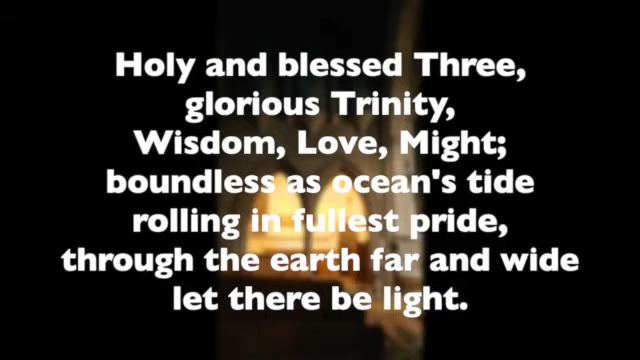 Holy and blessed Three,
glorious Trinity,
Wisdom, Love, Might;
boundless as ocean's tide
rolling in fullest pride,
through the earth far and wide
let there be light.